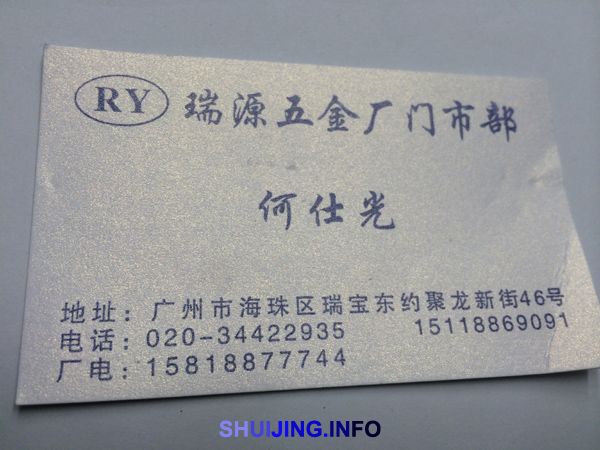 RY 瑞源五金厂门市部
何仕光
地址：广州市海珠区瑞宝东约聚龙新街46号
电话：020-34422935 15118869091
厂电：15818877744
SHUIJING.INFO